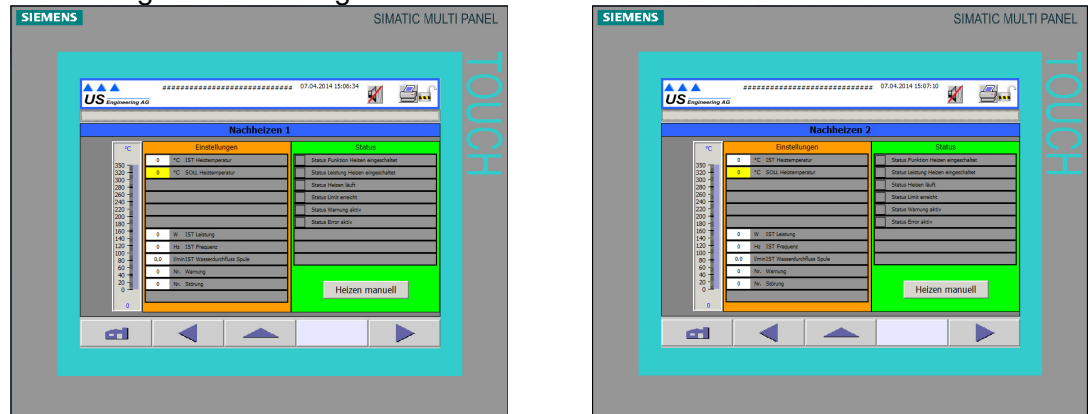 SIEMENS
SIMATIC MULTI PANEL
TOUCH
US Engineering AG
############################
07.04.2014 15:06:34
Nachheizen 1
°C
Einstellungen
Status
350
320
300
280
260
240
220
200
180
160
140
120
100
80
60
40
20
0
0
0 °C IST Heiztemperatur
0 °C SOLL Heiztemperatur
0 W IST Leistung
0 Hz IST Frequenz
0,0 l/min IST Wasserdurchfluss Spule
0 Nr. Warnung
0 Nr. Störung
Status Funktion Heizen eingeschaltet
Status Leistung Heizen eingeschaltet
Status Heizen läuft
Status Limit erreicht
Status Warnung aktiv
Status Error aktiv
Heizen manuell
SIEMENS
SIMATIC MULTI PANEL
TOUCH
US Engineering AG
############################
07.04.2014 15:07:10
Nachheizen 2
°C
Einstellungen
Status
350
320
300
280
260
240
220
200
180
160
140
120
100
80
60
40
20
0
0
0 °C IST Heiztemperatur
0 °C SOLL Heiztemperatur
0 W IST Leistung
0 Hz IST Frequenz
0,0 l/min IST Wasserdurchfluss Spule
0 Nr. Warnung
0 Nr. Störung
Status Funktion Heizen eingeschaltet
Status Leistung Heizen eingeschaltet
Status Heizen läuft
Status Limit erreicht
Status Warnung aktiv
Status Error aktiv
Heizen manuell